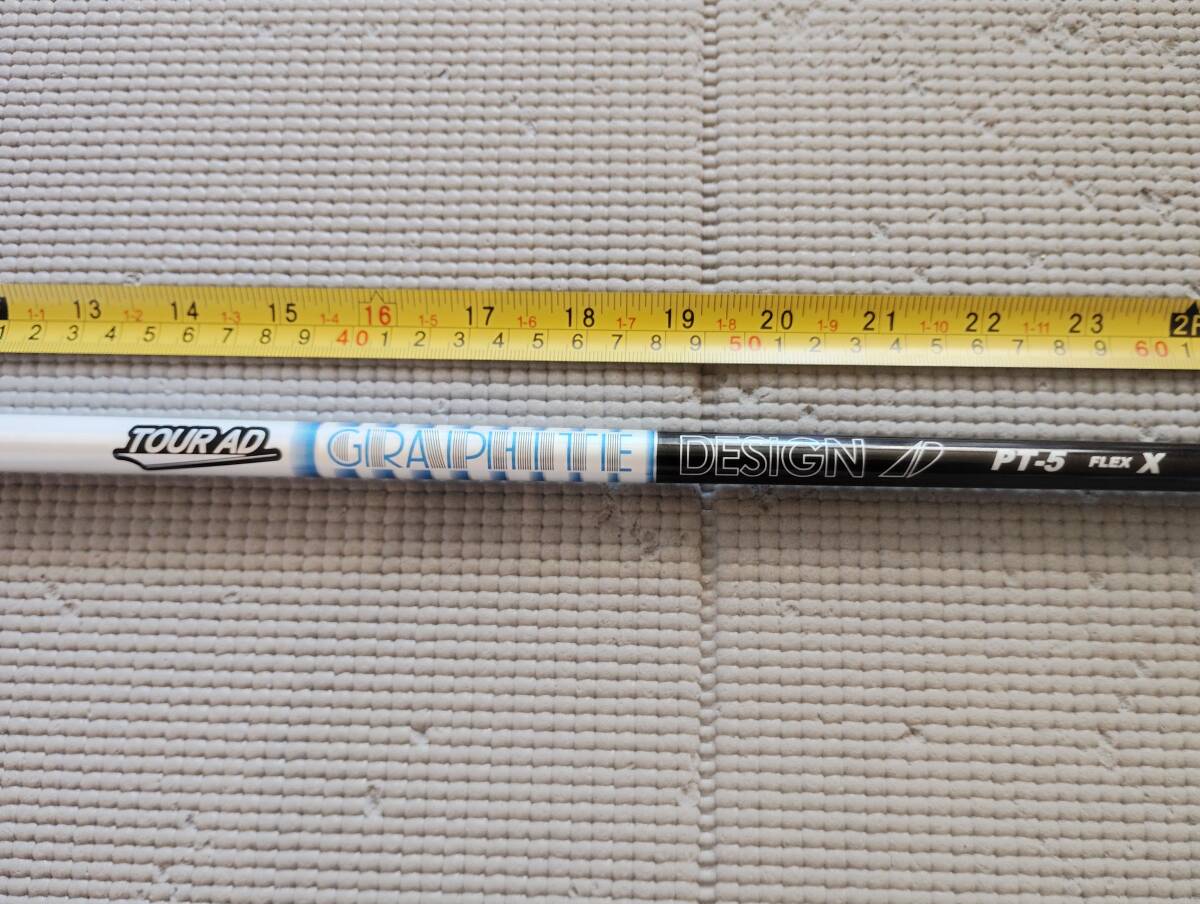 1-1 13 1-2 14 1-3 15 1-4 16 1-5 17 1-6 18 1-7 19 1-8 20 1-9 21 1-10 22 1-11 23
1 2 3 4 5 6 7 8 9 40 1 2 3 4 5 6 7 8 9 50 1 2 3 4 5 6 7 8 9 60 1
TOUR AD GRAPHITE DESIGN PT-5 FLEX X